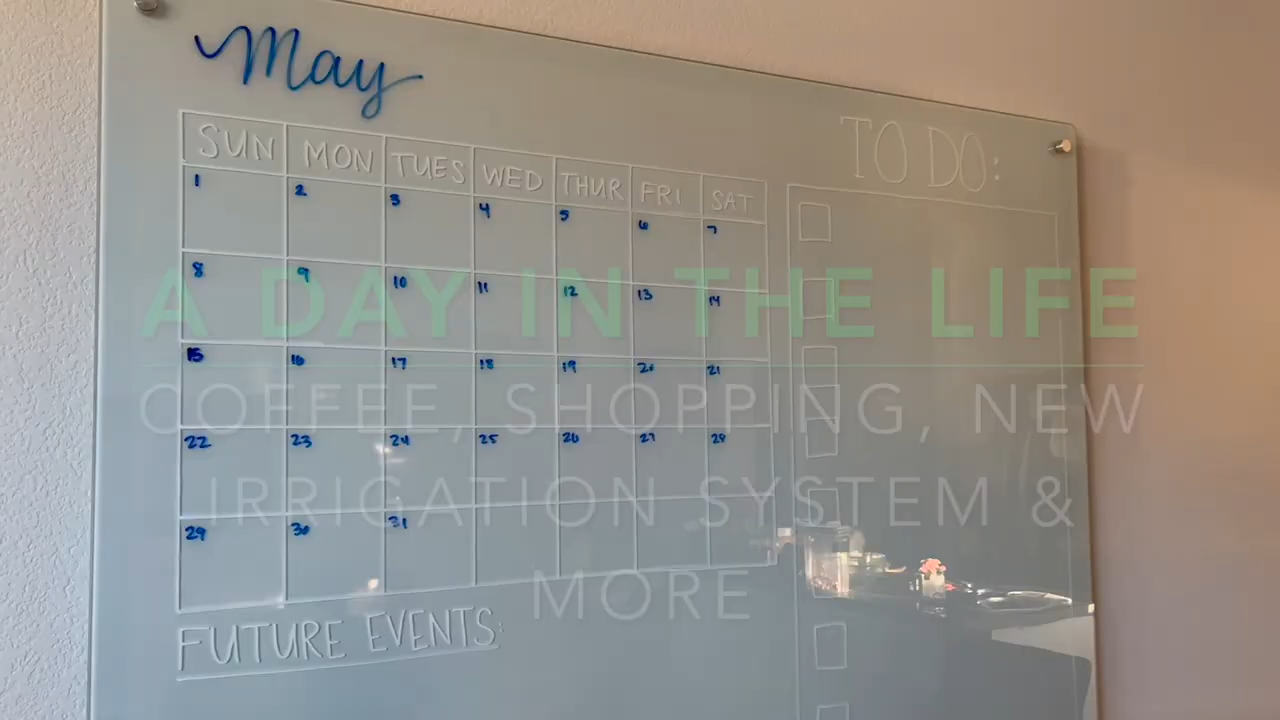 May
SUN MON TUES WED THUR FRI SAT
1 2 3 4 5 6 7
8 9 10 11 12 13 14
15 16 17 18 19 20 21
22 23 24 25 26 27 28
29 30 31
FUTURE EVENTS:
TO DO:
A DAY IN THE LIFE
COFFEE, SHOPPING, NEW
IRRIGATION SYSTEM &
MORE